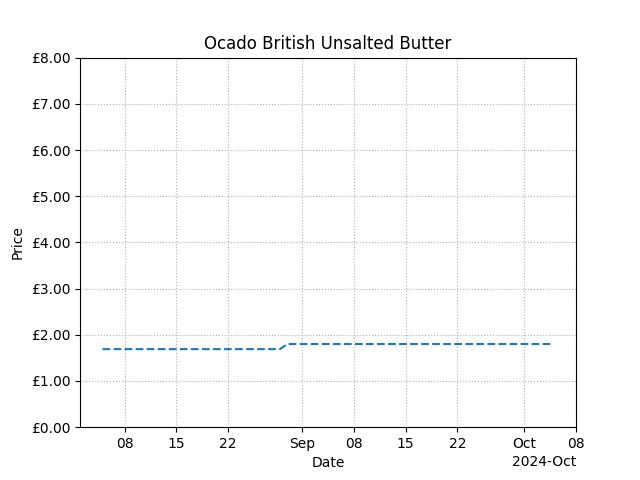 Ocado British Unsalted Butter
£8.00
£7.00
£6.00
£5.00
£4.00
£3.00
£2.00
£1.00
£0.00
Price
08 15 22 Sep 08 15 22 Oct 08
Date
2024-Oct